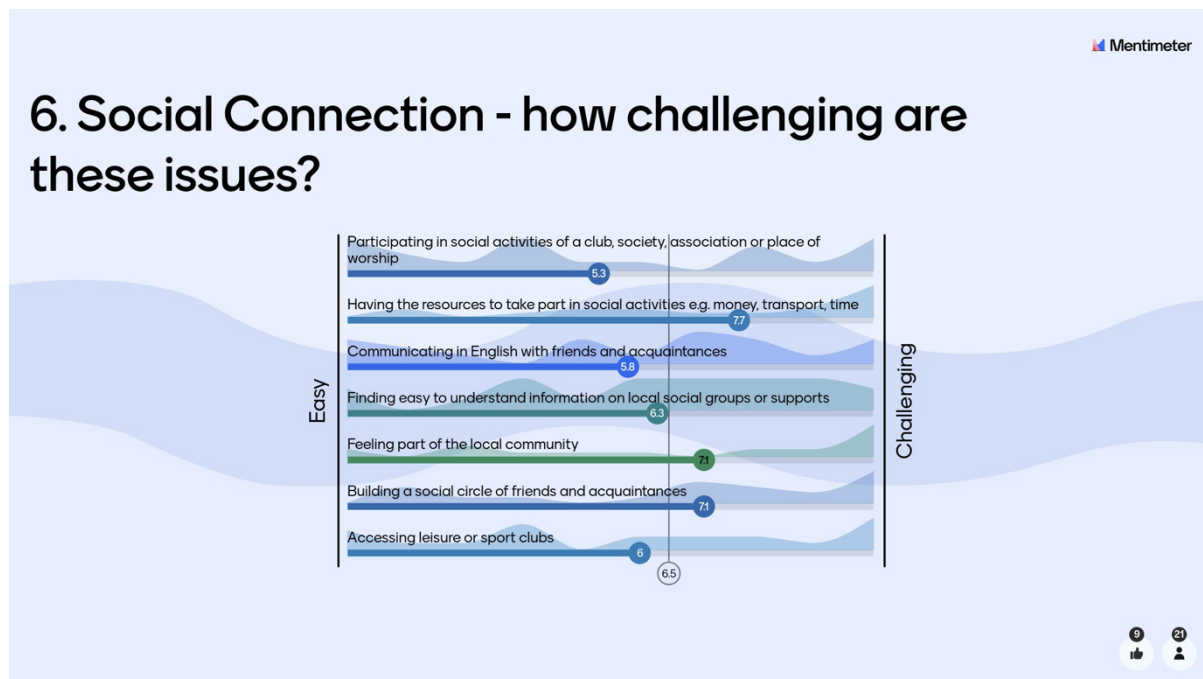 Mentimeter
6. Social Connection - how challenging are
these issues?
Participating in social activities of a club, society, association or place of
worship
5.3
Having the resources to take part in social activities e.g. money, transport, time
7.7
Communicating in English with friends and acquaintances
5.8
Finding easy to understand information on local social groups or supports
6.3
Feeling part of the local community
7.1
Building a social circle of friends and acquaintances
7.1
Accessing leisure or sport clubs
6
6.5
Easy
Challenging
9
21